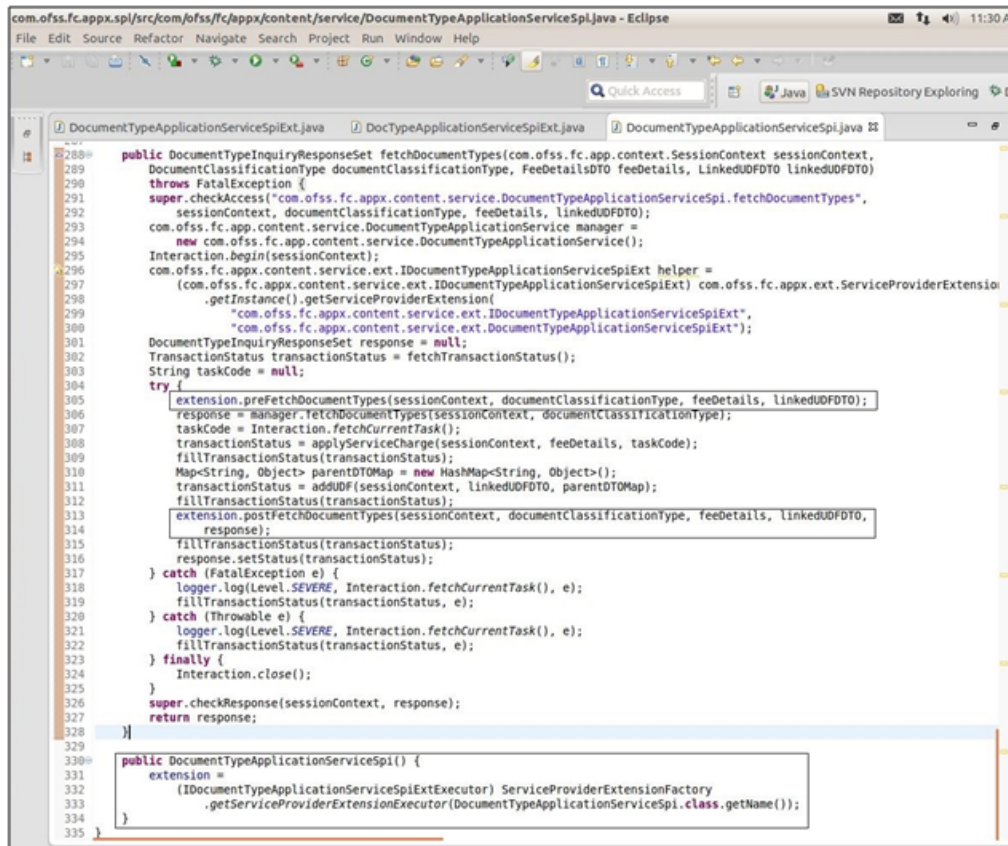 com.ofss.fc.appx.spi/src/com/ofss/fc/appx/content/service/DocumentTypeApplicationServiceSpi.java - Eclipse
11:30 A
File Edit Source Refactor Navigate Search Project Run Window Help
Quick Access
Java
SVN Repository Exploring
DocumentTypeApplicationServiceSpiExt.java
DocTypeApplicationServiceSpiExt.java
DocumentTypeApplicationServiceSpi.java
288 public DocumentTypeInquiryResponseSet fetchDocumentTypes(com.ofss.fc.app.context.SessionContext sessionContext,
289 DocumentClassificationType documentClassificationType, FeeDetailsDTO feeDetails, LinkedUDFDTO linkedUDFDTO)
290 throws FatalException {
291 super.checkAccess("com.ofss.fc.appx.content.service.DocumentTypeApplicationServiceSpi.fetchDocumentTypes",
292 sessionContext, documentClassificationType, feeDetails, linkedUDFDTO);
293 com.ofss.fc.app.content.service.DocumentTypeApplicationService manager =
294 new com.ofss.fc.app.content.service.DocumentTypeApplicationService();
295 Interaction.begin(sessionContext);
296 com.ofss.fc.appx.content.service.ext.IDocumentTypeApplicationServiceSpiExt helper =
297 (com.ofss.fc.appx.content.service.ext.IDocumentTypeApplicationServiceSpiExt) com.ofss.fc.appx.ext.ServiceProviderExtension
298 .getInstance().getServiceProviderExtension(
299 "com.ofss.fc.appx.content.service.ext.IDocumentTypeApplicationServiceSpiExt",
300 "com.ofss.fc.appx.content.service.ext.DocumentTypeApplicationServiceSpiExt");
301 DocumentTypeInquiryResponseSet response = null;
302 TransactionStatus transactionStatus = fetchTransactionStatus();
303 String taskCode = null;
304 try {
305 extension.preFetchDocumentTypes(sessionContext, documentClassificationType, feeDetails, linkedUDFDTO);
306 response = manager.fetchDocumentTypes(sessionContext, documentClassificationType);
307 taskCode = Interaction.fetchCurrentTask();
308 transactionStatus = applyServiceCharge(sessionContext, feeDetails, taskCode);
309 fillTransactionStatus(transactionStatus);
310 Map<String, Object> parentDTOMap = new HashMap<String, Object>();
311 transactionStatus = addUDF(sessionContext, linkedUDFDTO, parentDTOMap);
312 fillTransactionStatus(transactionStatus);
313 extension.postFetchDocumentTypes(sessionContext, documentClassificationType, feeDetails, linkedUDFDTO,
314 response);
315 fillTransactionStatus(transactionStatus);
316 response.setStatus(transactionStatus);
317 } catch (FatalException e) {
318 logger.log(Level.SEVERE, Interaction.fetchCurrentTask(), e);
319 fillTransactionStatus(transactionStatus, e);
320 } catch (Throwable e) {
321 logger.log(Level.SEVERE, Interaction.fetchCurrentTask(), e);
322 fillTransactionStatus(transactionStatus, e);
323 } finally {
324 Interaction.close();
325 }
326 super.checkResponse(sessionContext, response);
327 return response;
328 }
329
330 public DocumentTypeApplicationServiceSpi() {
331 extension =
332 (IDocumentTypeApplicationServiceSpiExtExecutor) ServiceProviderExtensionFactory
333 .getServiceProviderExtensionExecutor(DocumentTypeApplicationServiceSpi.class.getName());
334 }
335 }